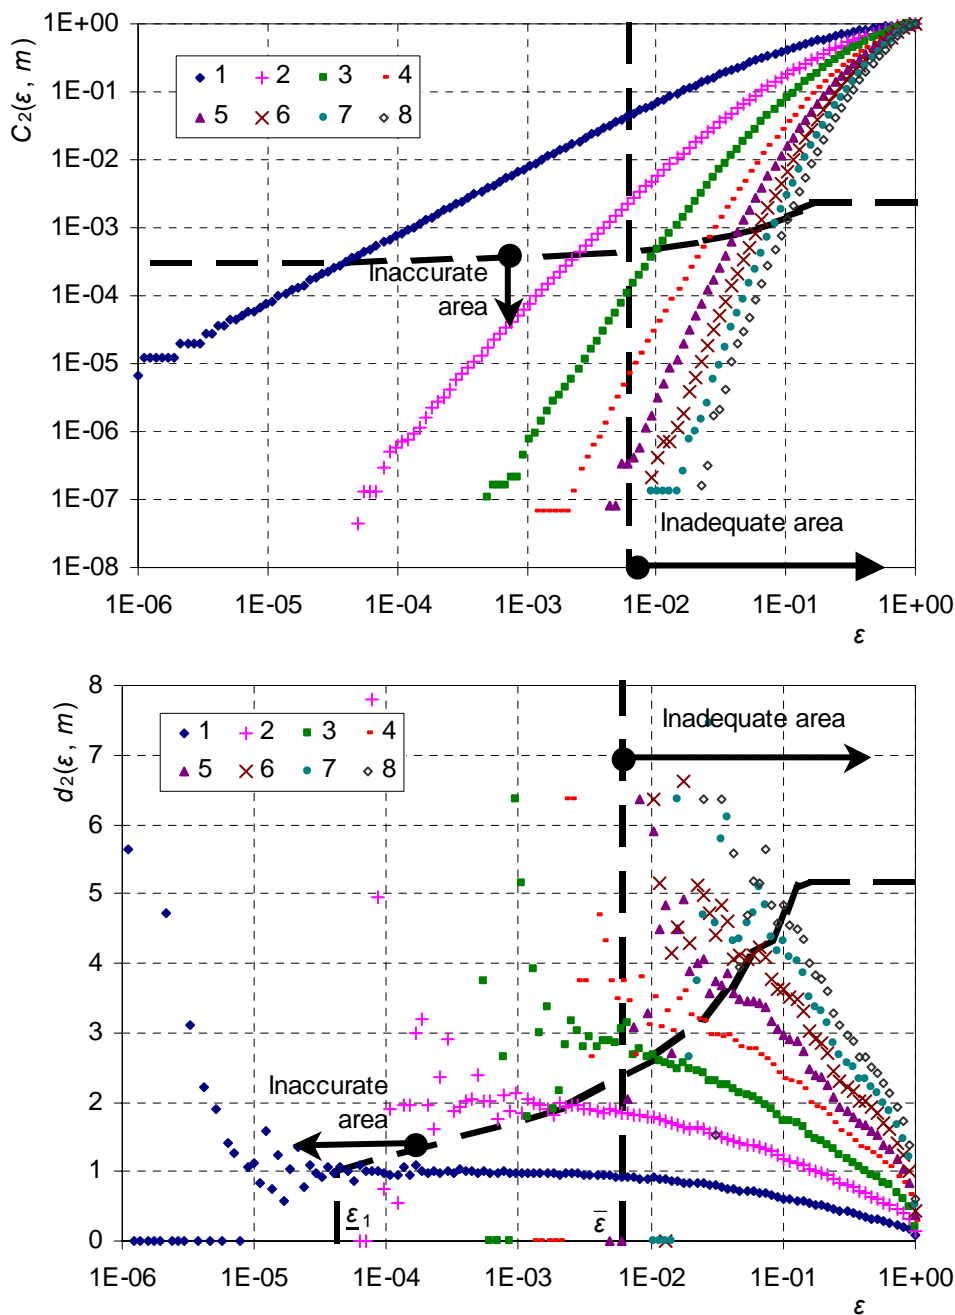 C2(ε, m)
1E+00
1E-01
1E-02
1E-03
1E-04
1E-05
1E-06
1E-07
1E-08
1 2 3 4
5 6 7 8
Inaccurate
area
Inadequate area
1E-06 1E-05 1E-04 1E-03 1E-02 1E-01 1E+00
ε
d2(ε, m)
8
7
6
5
4
3
2
1
0
1 2 3 4
5 6 7 8
Inadequate area
Inaccurate
area
ε1
ε̄
1E-06 1E-05 1E-04 1E-03 1E-02 1E-01 1E+00
ε